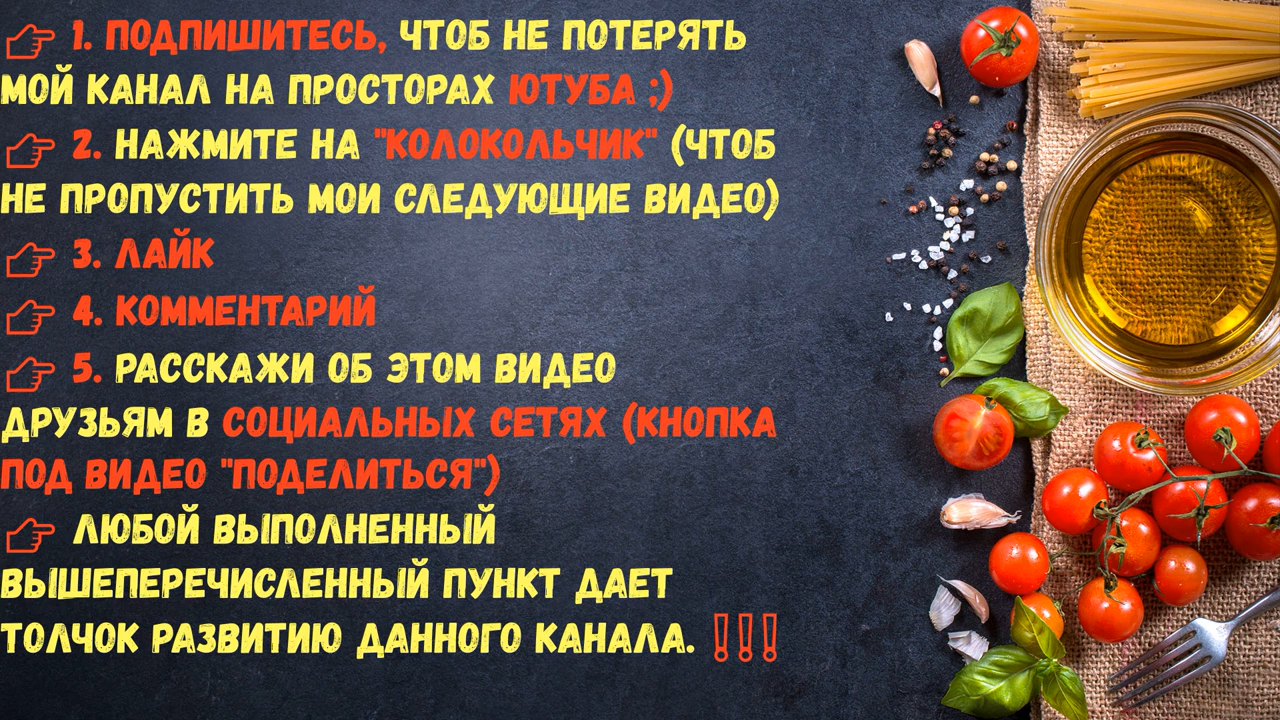 👉 1. ПОДПИШИТЕСЬ, ЧТОБ НЕ ПОТЕРЯТЬ
МОЙ КАНАЛ НА ПРОСТОРАХ ЮТУБА ;)
👉 2. НАЖМИТЕ НА "КОЛОКОЛЬЧИК" (ЧТОБ
НЕ ПРОПУСТИТЬ МОИ СЛЕДУЮЩИЕ ВИДЕО)
👉 3. ЛАЙК
👉 4. КОММЕНТАРИЙ
👉 5. РАССКАЖИ ОБ ЭТОМ ВИДЕО
ДРУЗЬЯМ В СОЦИАЛЬНЫХ СЕТЯХ (КНОПКА
ПОД ВИДЕО "ПОДЕЛИТЬСЯ")
👉 ЛЮБОЙ ВЫПОЛНЕННЫЙ
ВЫШЕПЕРЕЧИСЛЕННЫЙ ПУНКТ ДАЕТ
ТОЛЧОК РАЗВИТИЮ ДАННОГО КАНАЛА. !!!